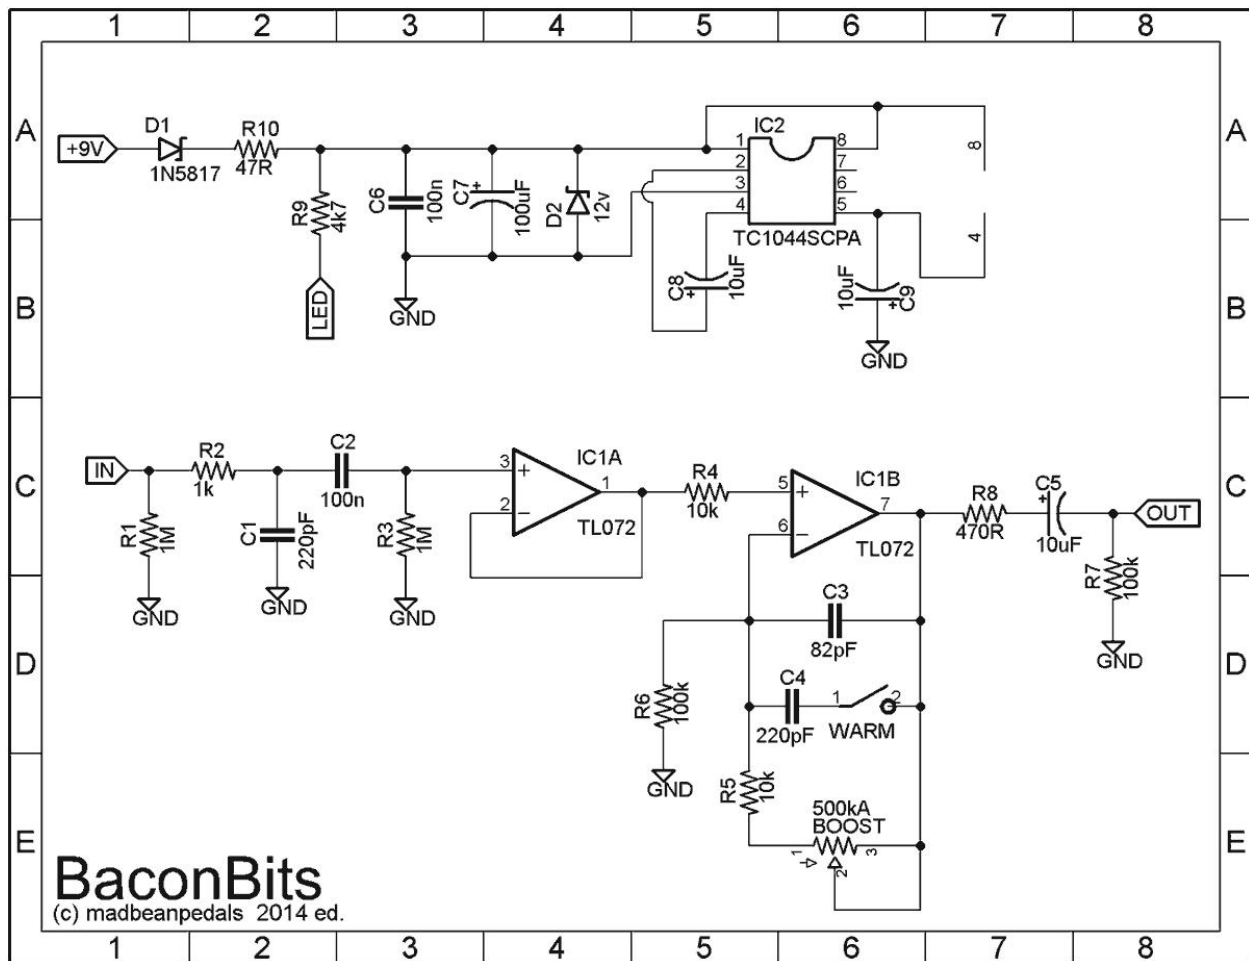 1 2 3 4 5 6 7 8
A
A
+9V
D1
1N5817
R10
47R
R9
4k7
LED
C6
100n
GND
C7
+
100uF
D2
12v
IC2
1
2
3
4
8
7
6
5
TC1044SCPA
C8
+
10uF
10uF
+
C9
GND
8
4
B
B
C
C
IN
R1
1M
GND
R2
1k
C1
220pF
GND
C2
100n
R3
1M
GND
3
+
2
−
IC1A
1
TL072
R4
10k
5
+
6
−
IC1B
7
TL072
R8
470R
C5
+
10uF
R7
100k
GND
OUT
D
D
C3
82pF
R6
100k
GND
C4
220pF
1
2
WARM
E
E
R5
10k
500kA
BOOST
1
2
3
BaconBits
(c) madbeanpedals 2014 ed.
1 2 3 4 5 6 7 8